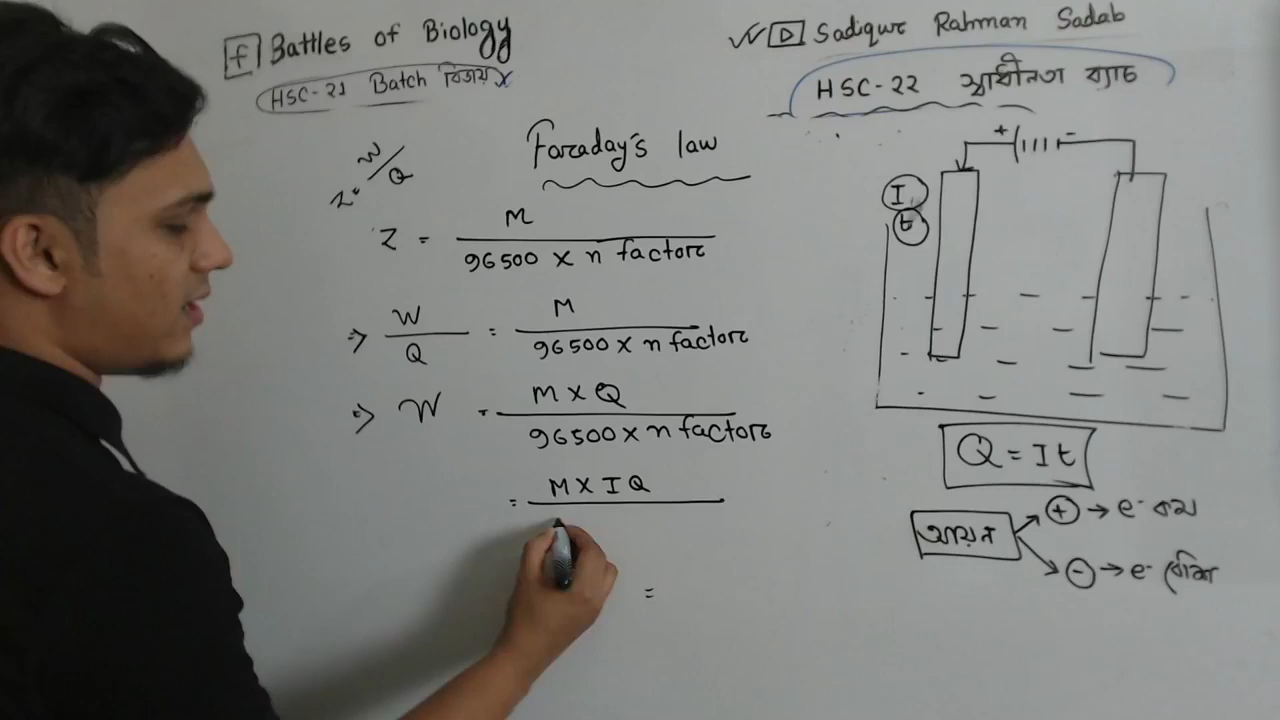 f Battles of Biology
HSC-21 Batch বিজয়
Sadiqur Rahman Sadab
HSC-22 স্বাধীনতা ব্যাচ
Faraday's law
Z = W/Q
Z = M / 96500 × n factor
⇒ W/Q = M / 96500 × n factor
⇒ W = M × Q / 96500 × n factor
= M × I Q
=
+ -
I
t
Q = It
আয়ন
+ → e- কম
- → e- বেশি